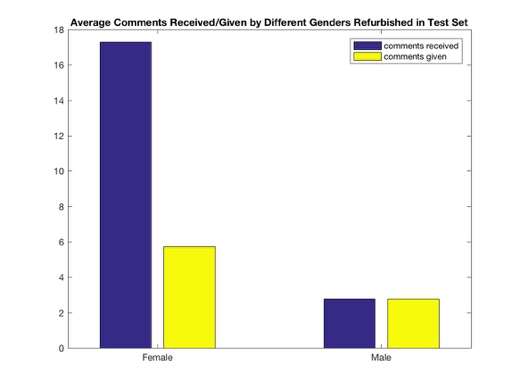 Average Comments Received/Given by Different Genders Refurbished in Test Set
18
16
14
12
10
8
6
4
2
0
comments received
comments given
Female
Male